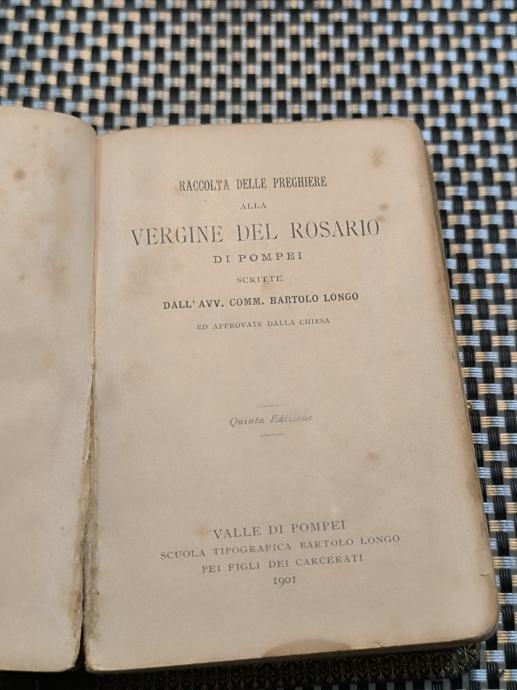 RACCOLTA DELLE PREGHIERE
ALLA
VERGINE DEL ROSARIO
DI POMPEI
SCRITTE
DALL' AVV. COMM. BARTOLO LONGO
ED APPROVATE DALLA CHIESA
Quinta Edizione
VALLE DI POMPEI
SCUOLA TIPOGRAFICA BARTOLO LONGO
PEI FIGLI DEI CARCERATI
1901